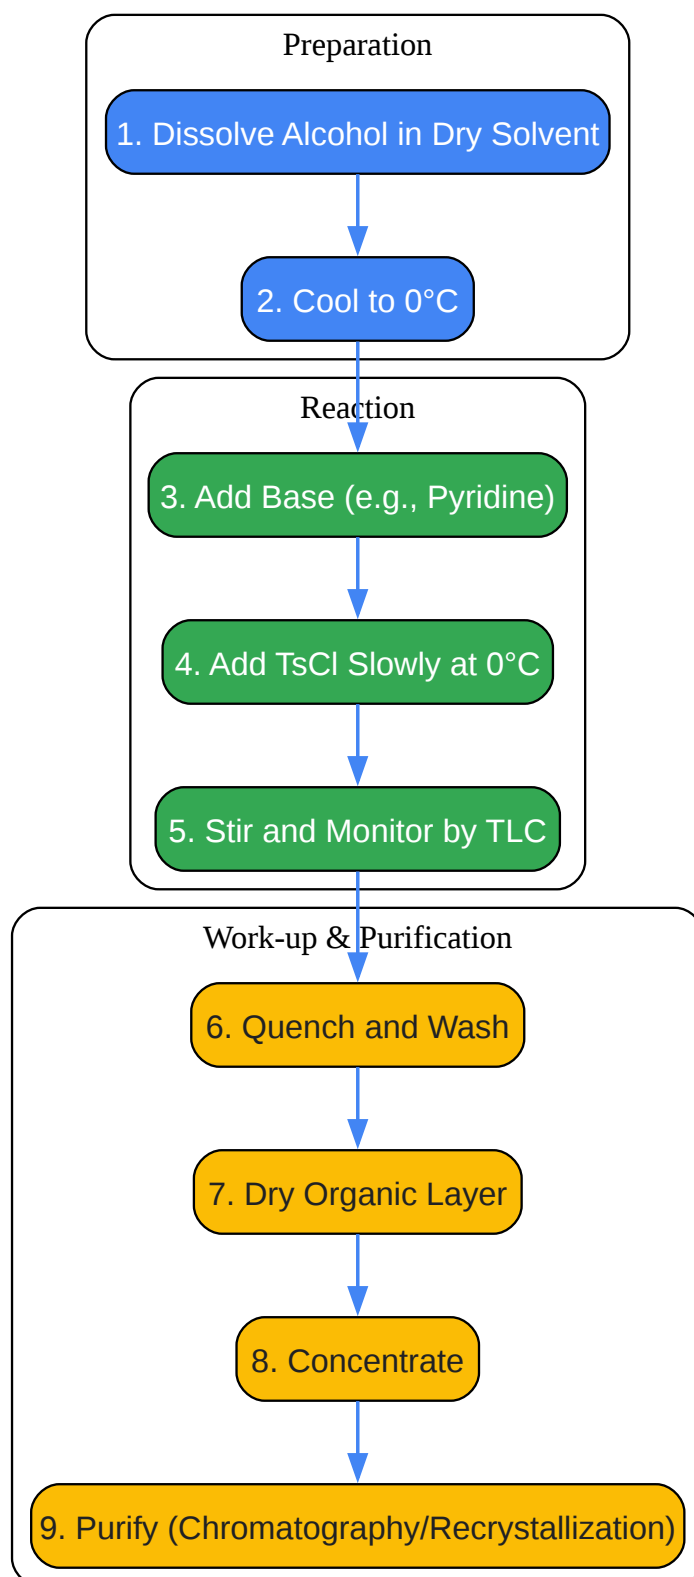 Preparation
1. Dissolve Alcohol in Dry Solvent
2. Cool to 0°C
Reaction
3. Add Base (e.g., Pyridine)
4. Add TsCl Slowly at 0°C
5. Stir and Monitor by TLC
Work-up & Purification
6. Quench and Wash
7. Dry Organic Layer
8. Concentrate
9. Purify (Chromatography/Recrystallization)